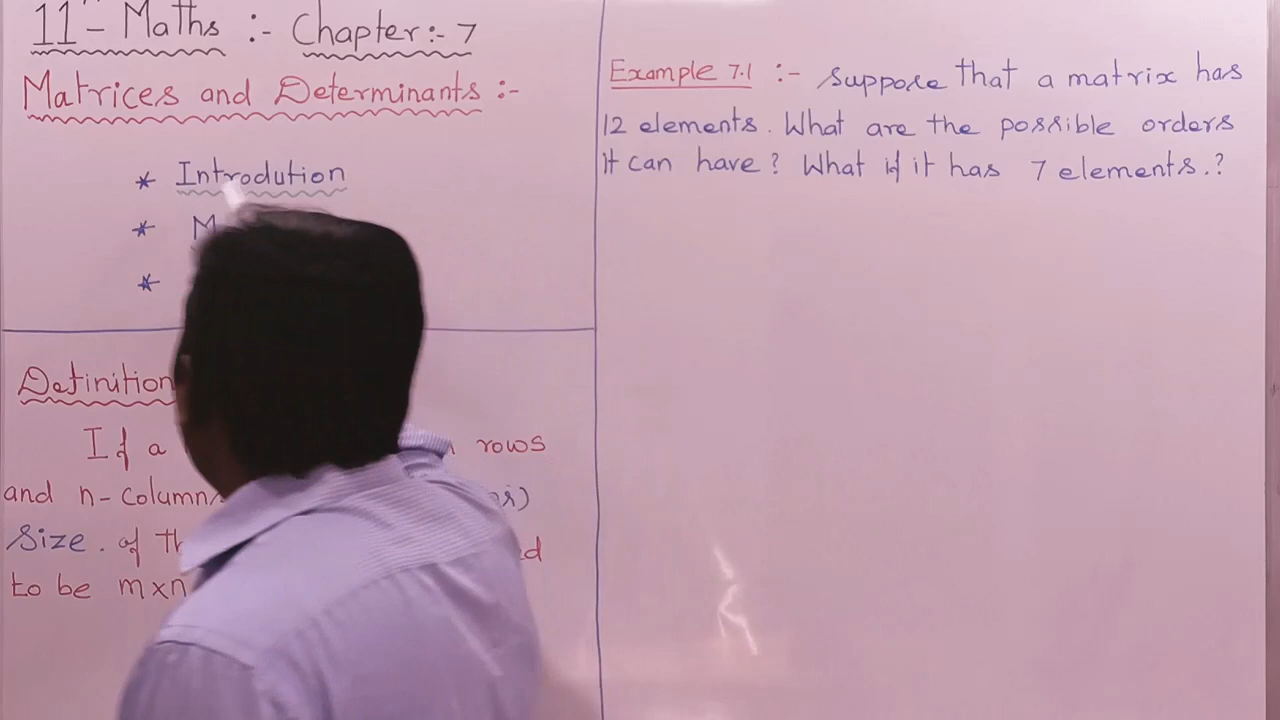 11th - Maths :- Chapter:- 7
Matrices and Determinants :-
* Introdution
*
*
Definition
If a rows
and n-column
Size. of
to be m×n
Example 7.1 :- suppose that a matrix has
12 elements. What are the possible orders
it can have? What if it has 7 elements.?